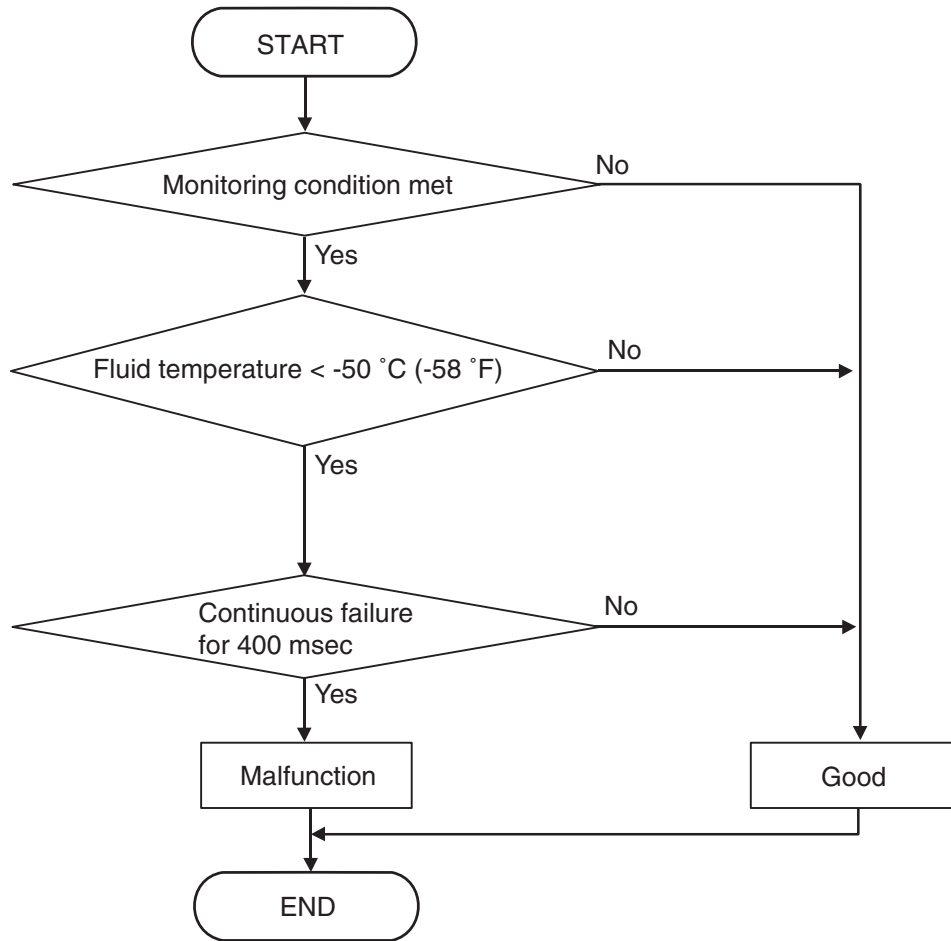 START
Monitoring condition met
No
Yes
Fluid temperature < -50 ˚C (-58 ˚F)
No
Yes
Continuous failure
for 400 msec
No
Yes
Malfunction
Good
END